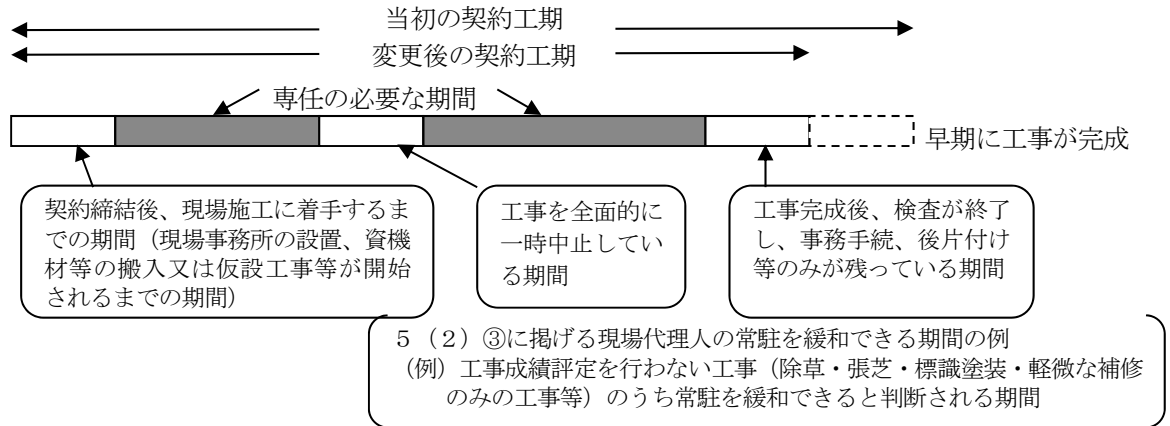 当初の契約工期
変更後の契約工期
専任の必要な期間
早期に工事が完成
契約締結後、現場施工に着手するま
での期間(現場事務所の設置、資機
材等の搬入又は仮設工事等が開始
されるまでの期間)
工事を全面的に
一時中止してい
る期間
工事完成後、検査が終了
し、事務手続、後片付け
等のみが残っている期間
5(2)③に掲げる現場代理人の常駐を緩和できる期間の例
(例)工事成績評定を行わない工事(除草・張芝・標識塗装・軽微な補修
のみの工事等)のうち常駐を緩和できると判断される期間